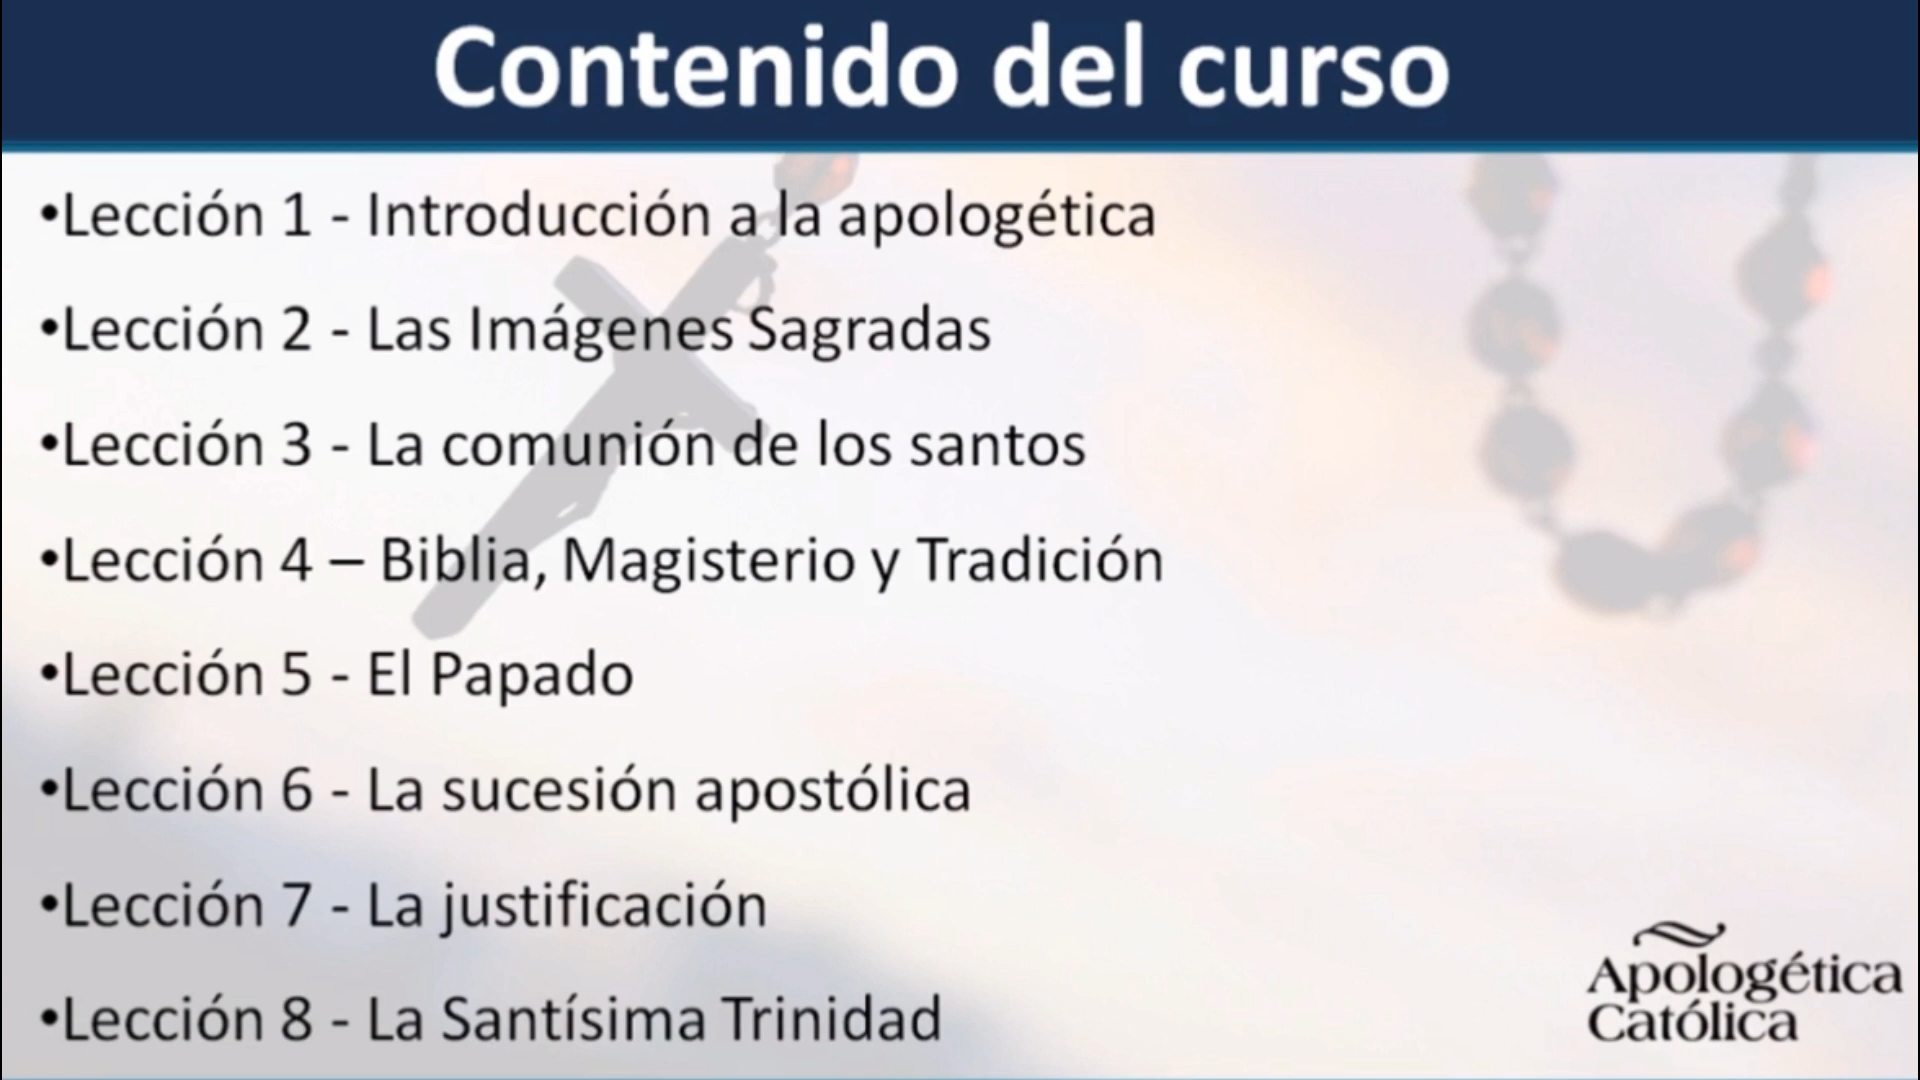 Contenido del curso
•Lección 1 - Introducción a la apologética
•Lección 2 - Las Imágenes Sagradas
•Lección 3 - La comunión de los santos
•Lección 4 – Biblia, Magisterio y Tradición
•Lección 5 - El Papado
•Lección 6 - La sucesión apostólica
•Lección 7 - La justificación
•Lección 8 - La Santísima Trinidad
Apologética
Católica